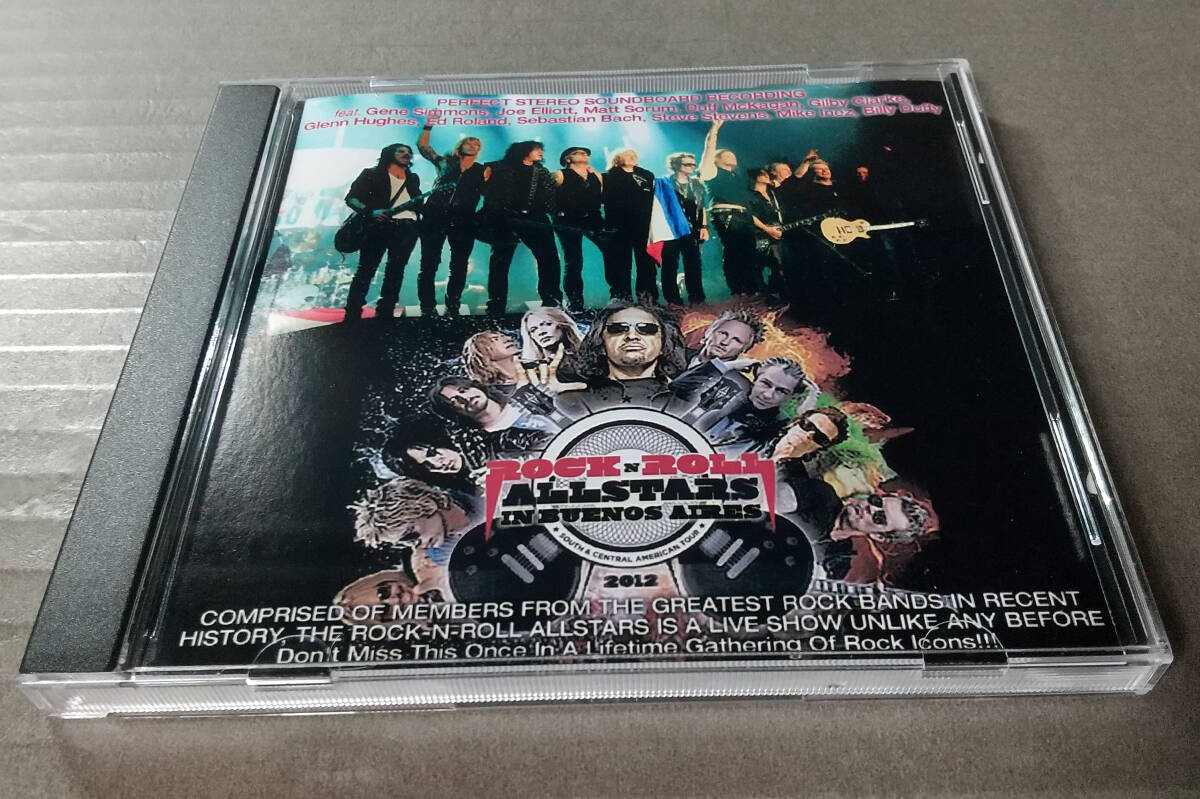 PERFECT STEREO SOUNDBOARD RECORDING
feat. Gene Simmons, Joe Elliott, Matt Sorum, Duff McKagan, Gilby Clarke,
Glenn Hughes, Ed Roland, Sebastian Bach, Steve Stevens, Mike Inez, Billy Duffy
ROCK N ROLL
ALLSTARS
IN BUENOS AIRES
★ SOUTH & CENTRAL AMERICAN TOUR ★
2012
COMPRISED OF MEMBERS FROM THE GREATEST ROCK BANDS IN RECENT
HISTORY, THE ROCK-N-ROLL ALLSTARS IS A LIVE SHOW UNLIKE ANY BEFORE
Don't Miss This Once In A Lifetime Gathering Of Rock Icons!!!